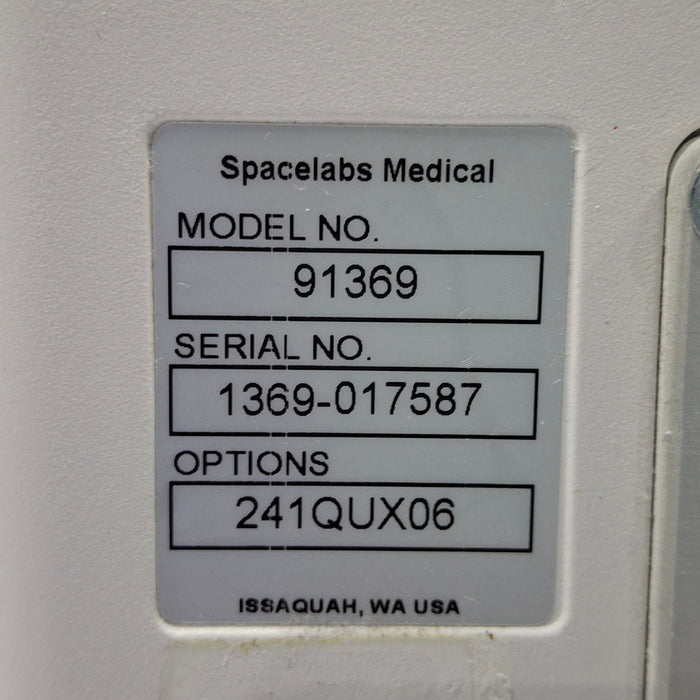 Spacelabs Medical
MODEL NO.
91369
SERIAL NO.
1369-017587
OPTIONS
241QUX06
ISSAQUAH, WA USA